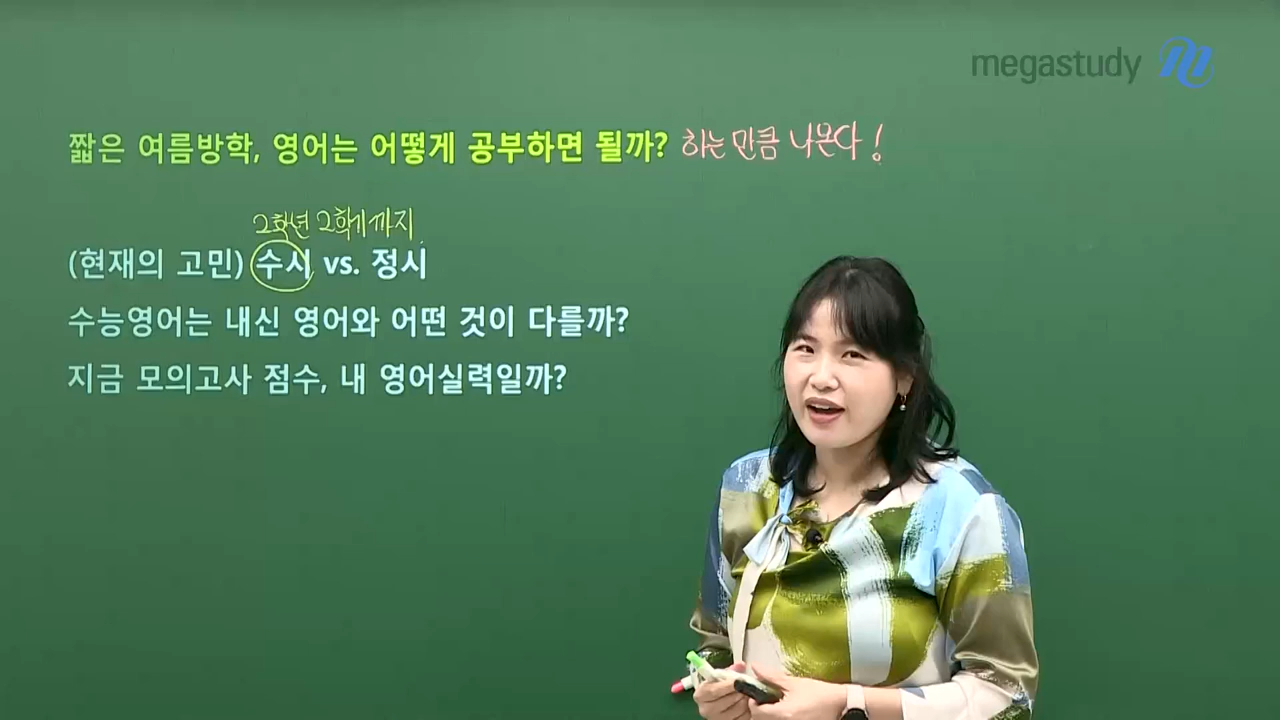 megastudy
짧은 여름방학, 영어는 어떻게 공부하면 될까? 하는 만큼 나온다!
2학년 2학기까지
(현재의 고민) 수시 vs. 정시
수능영어는 내신 영어와 어떤 것이 다를까?
지금 모의고사 점수, 내 영어실력일까?